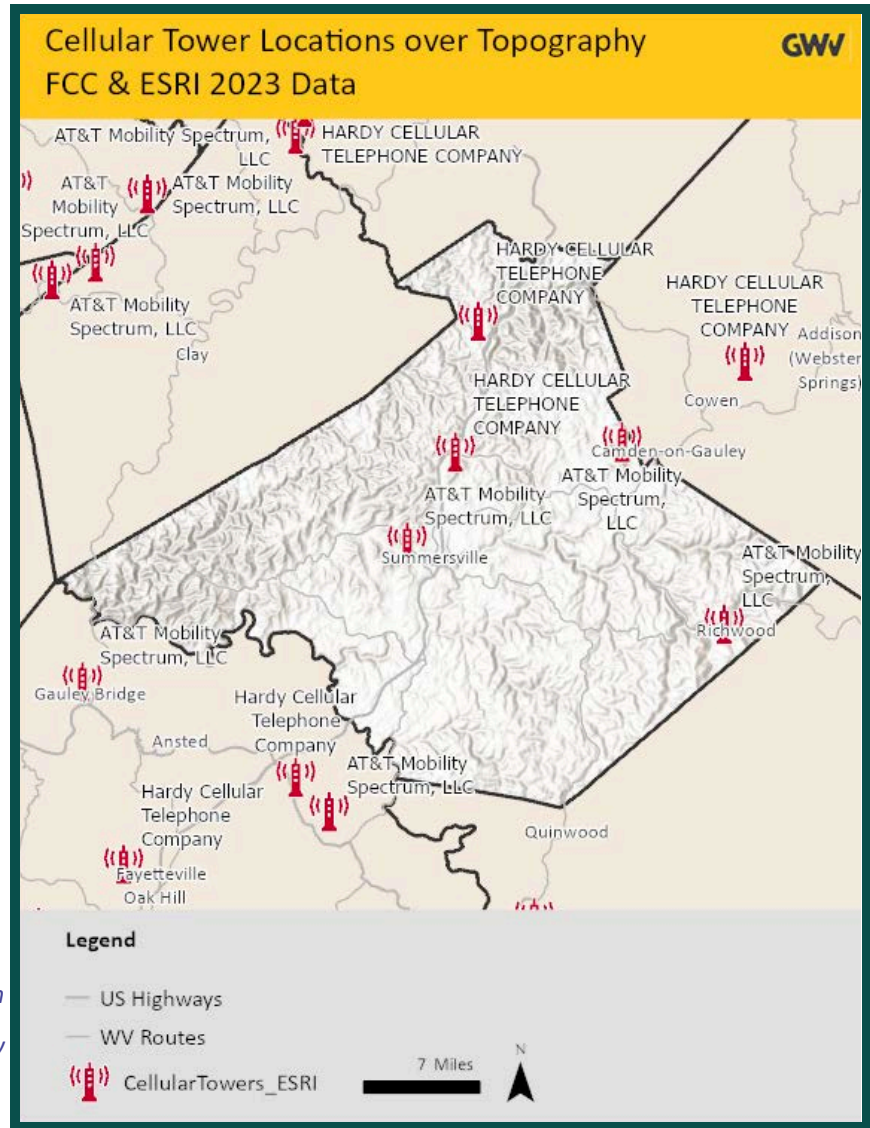 Cellular Tower Locations over Topography
FCC & ESRI 2023 Data
GWV
AT&T Mobility Spectrum,
LLC
HARDY CELLULAR
TELEPHONE COMPANY
AT&T
Mobility
Spectrum, LLC
AT&T Mobility
Spectrum, LLC
AT&T Mobility
Spectrum, LLC
Clay
HARDY CELLULAR
TELEPHONE
COMPANY
HARDY CELLULAR
TELEPHONE
COMPANY
Addison
(Webster
Springs)
Cowen
HARDY CELLULAR
TELEPHONE
COMPANY
Camden-on-Gauley
AT&T Mobility
Spectrum,
LLC
AT&T Mobility
Spectrum, LLC
Summersville
AT&T Mobility
Spectrum,
LLC
Richwood
AT&T Mobility
Spectrum, LLC
Gauley Bridge
Hardy Cellular
Telephone
Company
Ansted
AT&T Mobility
Spectrum, LLC
Hardy Cellular
Telephone
Company
Quinwood
Fayetteville
Oak Hill
Legend
US Highways
WV Routes
CellularTowers_ESRI
7 Miles
N